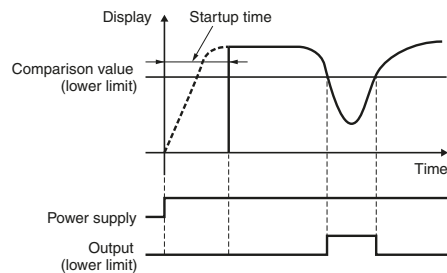 Display
Startup time
Comparison value
(lower limit)
Time
Power supply
Output
(lower limit)